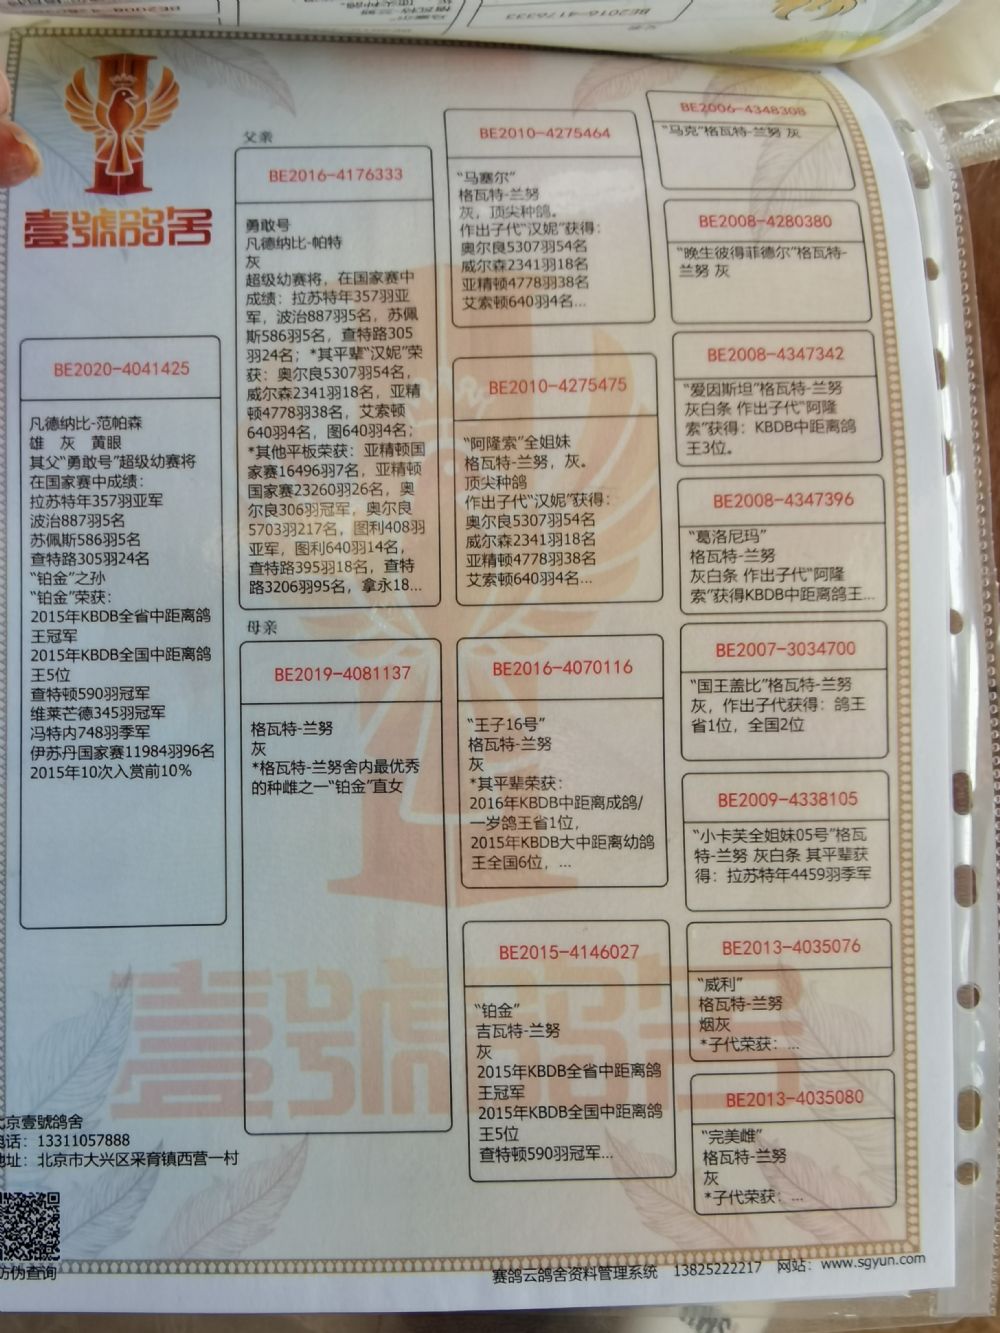 BE2016-4176333
壹號鸽舍
BE2020-4041425
凡德纳比-范帕森
雄 灰 黄眼
其父“勇敢号”超级幼赛将
在国家赛中成绩：
拉苏特年357羽亚军
波治887羽5名
苏佩斯586羽5名
查特路305羽24名
“铂金”之孙
“铂金”荣获：
2015年KBDB全省中距离鸽
王冠军
2015年KBDB全国中距离鸽
王5位
查特顿590羽冠军
维莱芒德345羽冠军
冯特内748羽季军
伊苏丹国家赛11984羽96名
2015年10次入赏前10%
父亲
BE2016-4176333
勇敢号
凡德纳比-帕特
灰
超级幼赛将，在国家赛中
成绩：拉苏特年357羽亚
军，波治887羽5名，苏佩
斯586羽5名，查特路305
羽24名；*其平辈“汉妮”荣
获：奥尔良5307羽54名，
威尔森2341羽18名，亚精
顿4778羽38名，艾索顿
640羽4名，图640羽4名；
*其他平板荣获：亚精顿国
家赛16496羽7名，亚精顿
国家赛23260羽26名，奥
尔良306羽冠军，奥尔良
5703羽217名，图利408羽
亚军，图利640羽14名，
查特路395羽18名，查特
路3206羽95名，拿永18...
母亲
BE2019-4081137
格瓦特-兰努
灰
*格瓦特-兰努舍内最优秀
的种雌之一“铂金”直女
BE2010-4275464
“马塞尔”
格瓦特-兰努
灰，顶尖种鸽。
作出子代“汉妮”获得：
奥尔良5307羽54名
威尔森2341羽18名
亚精顿4778羽38名
艾索顿640羽4名...
BE2010-4275475
“阿隆索”全姐妹
格瓦特-兰努，灰。
顶尖种鸽
作出子代“汉妮”获得：
奥尔良5307羽54名
威尔森2341羽18名
亚精顿4778羽38名
艾索顿640羽4名...
BE2016-4070116
“王子16号”
格瓦特-兰努
灰
*其平辈荣获：
2016年KBDB中距离成鸽/
一岁鸽王省1位，
2015年KBDB大中距离幼鸽
王全国6位，...
BE2015-4146027
“铂金”
吉瓦特-兰努
灰
2015年KBDB全省中距离鸽
王冠军
2015年KBDB全国中距离鸽
王5位
查特顿590羽冠军...
BE2006-4348308
“马克”格瓦特-兰努 灰
BE2008-4280380
“晚生彼得菲德尔”格瓦特-
兰努 灰
BE2008-4347342
“爱因斯坦”格瓦特-兰努
灰白条 作出子代“阿隆
索”获得：KBDB中距离鸽
王3位。
BE2008-4347396
“葛洛尼玛”
格瓦特-兰努
灰白条 作出子代“阿隆
索”获得KBDB中距离鸽王...
BE2007-3034700
“国王盖比”格瓦特-兰努
灰，作出子代获得：鸽王
省1位，全国2位
BE2009-4338105
“小卡芙全姐妹05号”格瓦
特-兰努 灰白条 其平辈获
得：拉苏特年4459羽季军
BE2013-4035076
“威利”
格瓦特-兰努
烟灰
*子代荣获：...
BE2013-4035080
“完美雌”
格瓦特-兰努
灰
*子代荣获：...
壹號鸽舍
北京壹號鸽舍
电话：13311057888
地址：北京市大兴区采育镇西营一村
防伪查询
赛鸽云鸽舍资料管理系统 13825222217 网站：www.sgyun.com